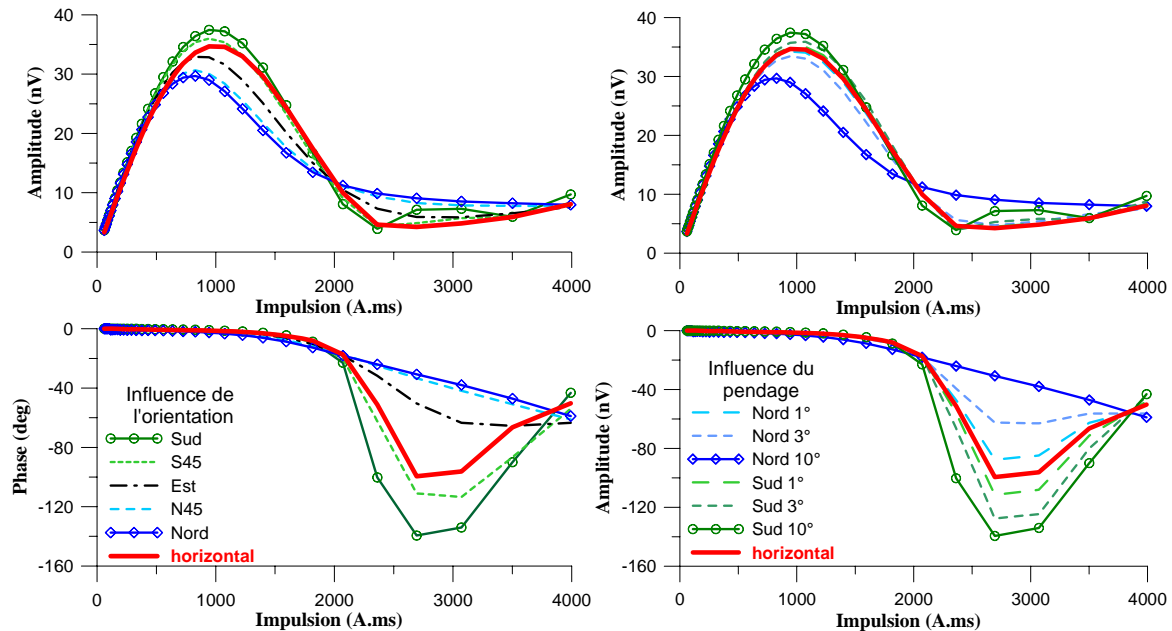 40
30
20
10
0
Amplitude (nV)
0 1000 2000 3000 4000
Impulsion (A.ms)
40
30
20
10
0
Amplitude (nV)
0 1000 2000 3000 4000
Impulsion (A.ms)
0
-40
-80
-120
-160
Phase (deg)
Influence de
l'orientation
Sud
S45
Est
N45
Nord
horizontal
0 1000 2000 3000 4000
Impulsion (A.ms)
0
-40
-80
-120
-160
Amplitude (nV)
Influence du
pendage
Nord 1°
Nord 3°
Nord 10°
Sud 1°
Sud 3°
Sud 10°
horizontal
0 1000 2000 3000 4000
Impulsion (A.ms)